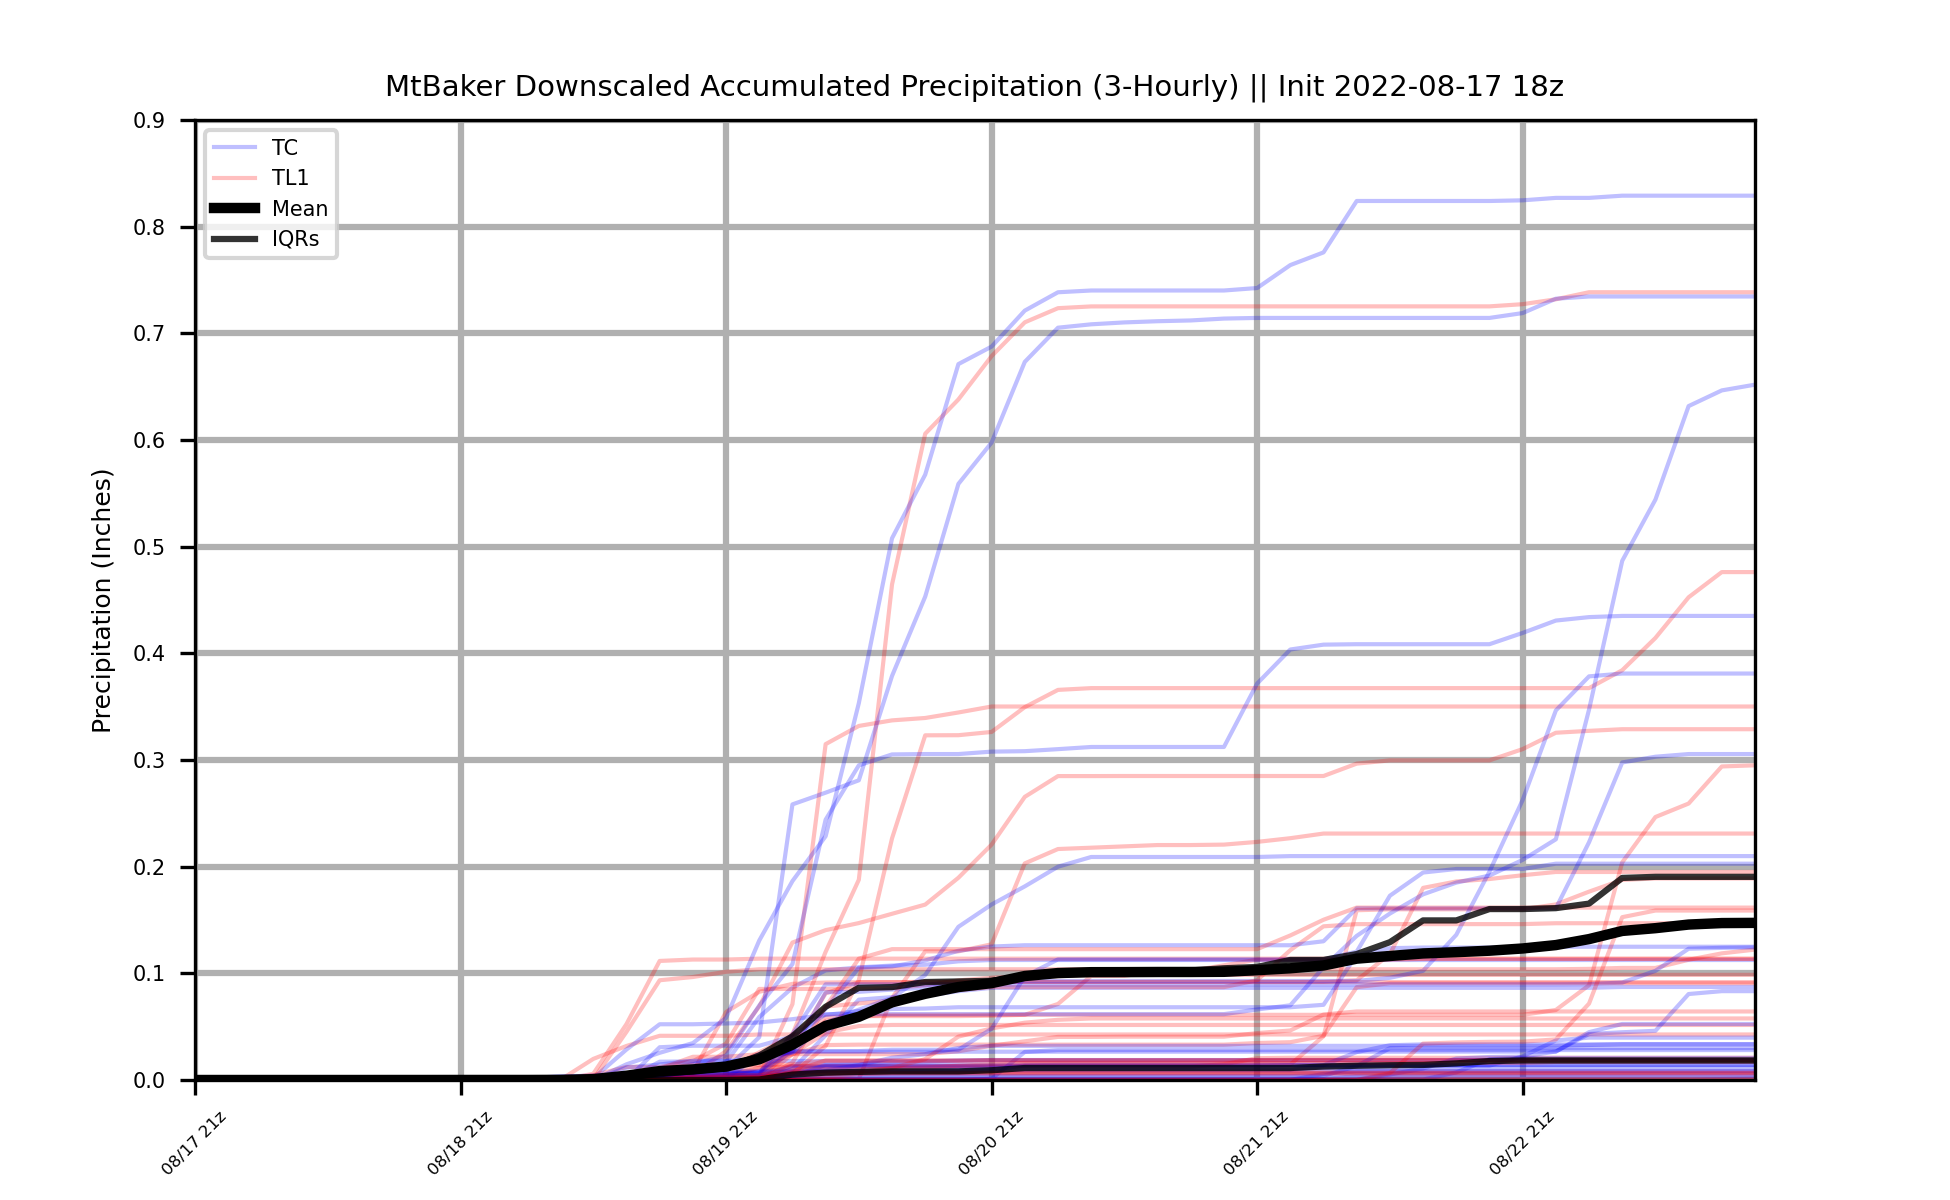 MtBaker Downscaled Accumulated Precipitation (3-Hourly) || Init 2022-08-17 18z
TC
TL1
Mean
IQRs
Precipitation (Inches)
0.9
0.8
0.7
0.6
0.5
0.4
0.3
0.2
0.1
0.0
08/17 21z
08/18 21z
08/19 21z
08/20 21z
08/21 21z
08/22 21z